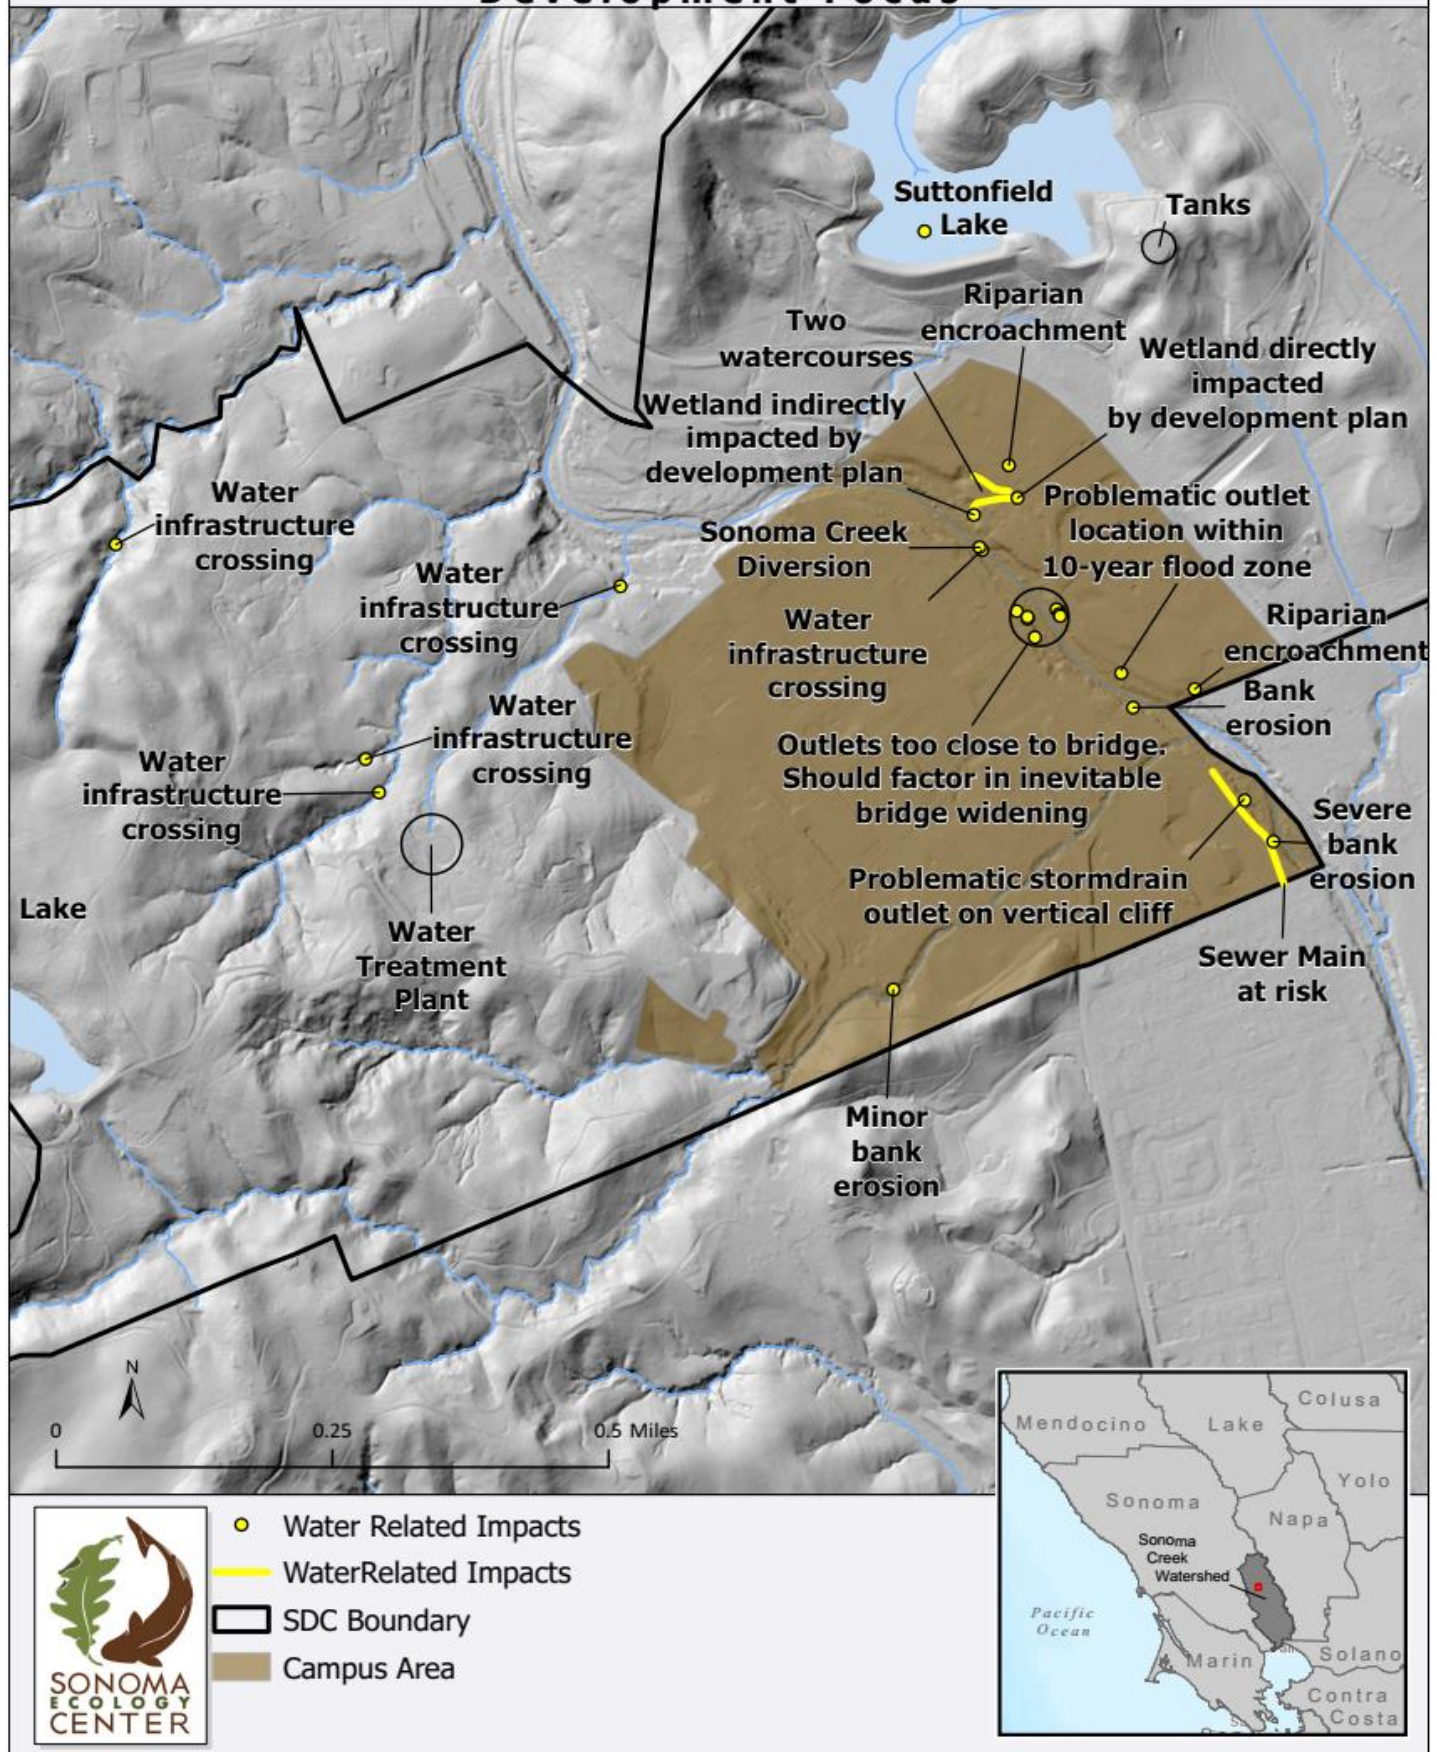 Development Focus
Suttonfield
Lake
Tanks
Riparian
encroachment
Two
watercourses
Wetland directly
impacted
by development plan
Wetland indirectly
impacted by
development plan
Water
infrastructure
crossing
Problematic outlet
location within
10-year flood zone
Sonoma Creek
Diversion
Water
infrastructure
crossing
Water
infrastructure
crossing
Riparian
encroachment
Bank
erosion
Water
infrastructure
crossing
Water
infrastructure
crossing
Outlets too close to bridge.
Should factor in inevitable
bridge widening
Severe
bank
erosion
Problematic stormdrain
outlet on vertical cliff
Lake
Water
Treatment
Plant
Sewer Main
at risk
Minor
bank
erosion
N
0
0.25
0.5 Miles
Colusa
Mendocino
Lake
Yolo
Sonoma
Napa
Sonoma
Creek
Watershed
Pacific
Ocean
Marin
Solano
Contra
Costa
Water Related Impacts
WaterRelated Impacts
SDC Boundary
Campus Area
SONOMA
ECOLOGY
CENTER